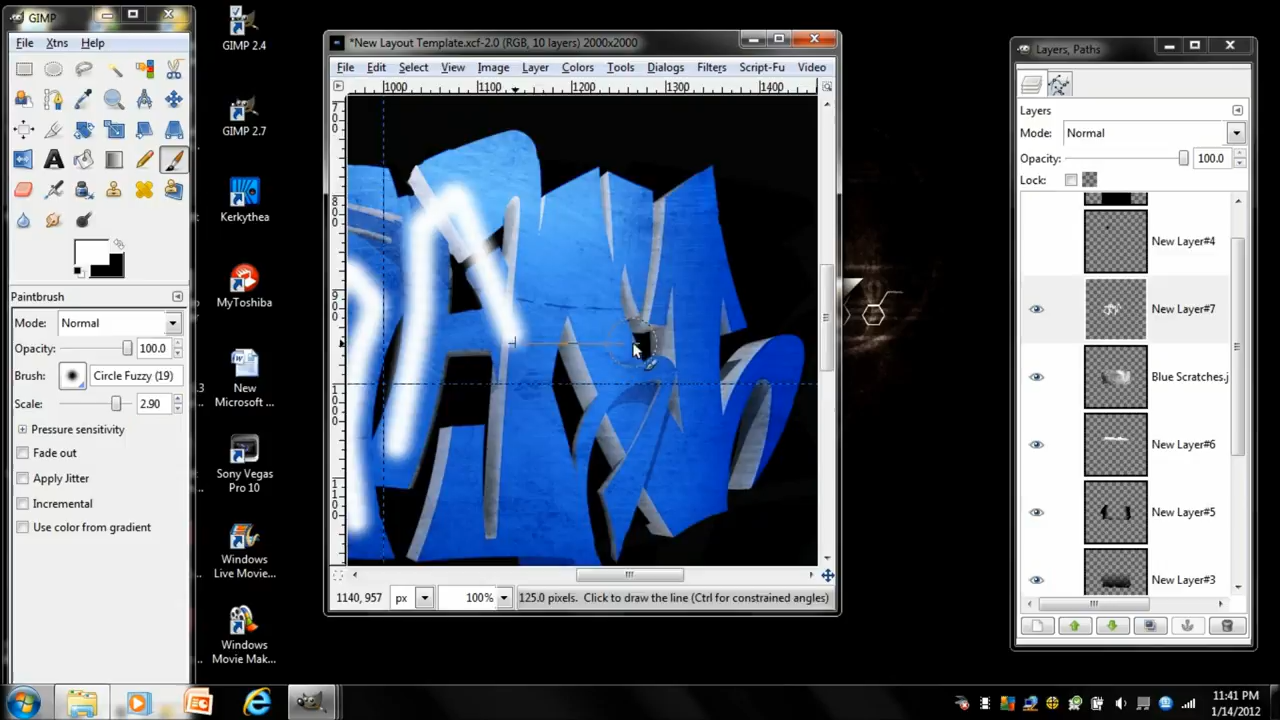 GIMP
File Xtns Help
Paintbrush
Mode: Normal
Opacity: 100.0
Brush: Circle Fuzzy (19)
Scale: 2.90
Pressure sensitivity
Fade out
Apply Jitter
Incremental
Use color from gradient
GIMP 2.4
GIMP 2.7
Kerkythea
MyToshiba
New
Microsoft ...
Sony Vegas
Pro 10
Windows
Live Movie...
Windows
Movie Mak...
*New Layout Template.xcf-2.0 (RGB, 10 layers) 2000x2000
File Edit Select View Image Layer Colors Tools Dialogs Filters Script-Fu Video
1000 1100 1200 1300 1400
700
800
900
1000
1100
1140, 957 px 100% 125.0 pixels. Click to draw the line (Ctrl for constrained angles)
Layers, Paths
Layers
Mode: Normal
Opacity: 100.0
Lock:
New Layer#4
New Layer#7
Blue Scratches.j
New Layer#6
New Layer#5
New Layer#3
11:41 PM
1/14/2012